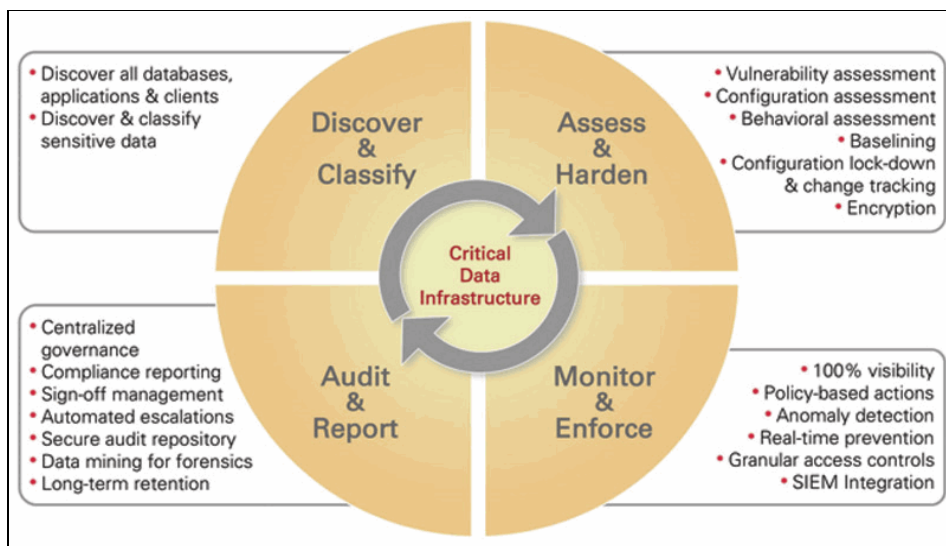 • Discover all databases,
applications & clients
• Discover & classify
sensitive data
Discover
&
Classify
Assess
&
Harden
• Vulnerability assessment
• Configuration assessment
• Behavioral assessment
• Baselining
• Configuration lock-down
& change tracking
• Encryption
Critical
Data
Infrastructure
• Centralized
governance
• Compliance reporting
• Sign-off management
• Automated escalations
• Secure audit repository
• Data mining for forensics
• Long-term retention
Audit
&
Report
Monitor
&
Enforce
• 100% visibility
• Policy-based actions
• Anomaly detection
• Real-time prevention
• Granular access controls
• SIEM Integration